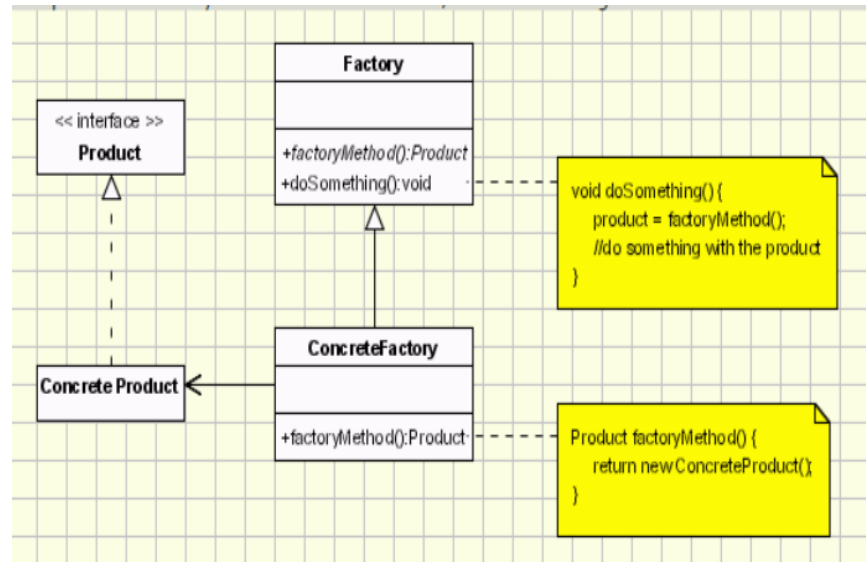 Factory
+factoryMethod():Product
+doSomething():void
<< interface >>
Product
void doSomething() {
product = factoryMethod();
//do something with the product
}
ConcreteFactory
+factoryMethod():Product
Concrete Product
Product factoryMethod() {
return new ConcreteProduct();
}